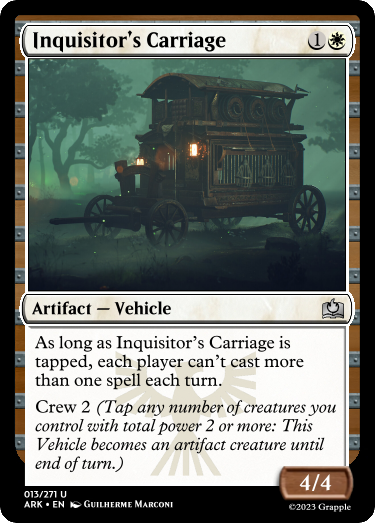 Inquisitor's Carriage 1
Artifact — Vehicle
As long as Inquisitor's Carriage is
tapped, each player can't cast more
than one spell each turn.
Crew 2 (Tap any number of creatures you
control with total power 2 or more: This
Vehicle becomes an artifact creature until
end of turn.)
4/4
013/271 U
ARK • EN Guilherme Marconi
©2023 Grapple